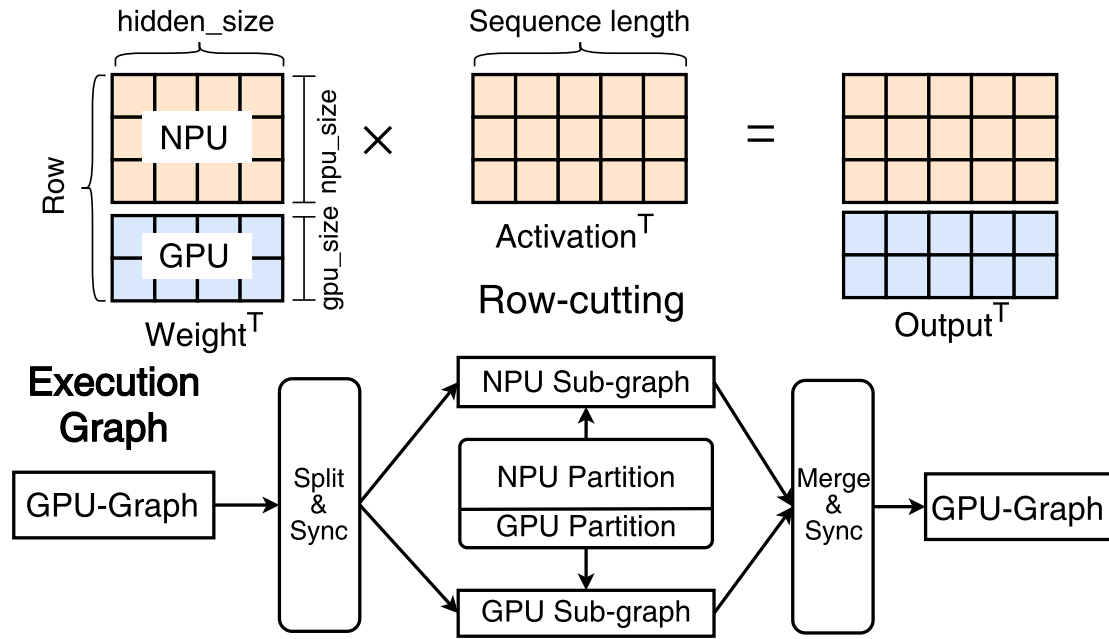 hidden_size
Sequence length
Row
NPU
npu_size
×
=
GPU
gpu_size
Weight^T
Activation^T
Output^T
Row-cutting
Execution
Graph
GPU-Graph
Split
&
Sync
NPU Sub-graph
NPU Partition
GPU Partition
GPU Sub-graph
Merge
&
Sync
GPU-Graph